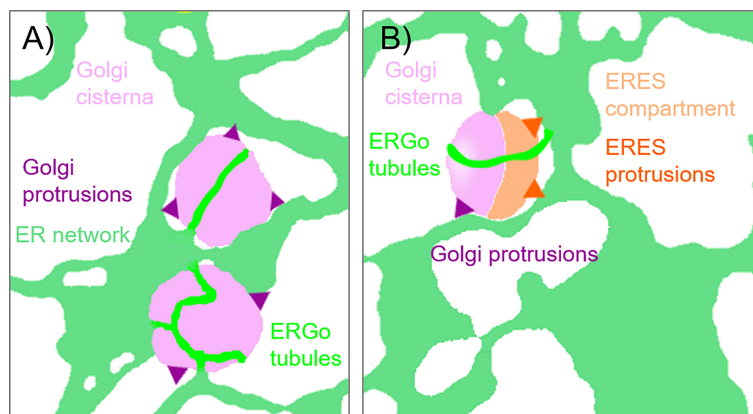 A)
Golgi
cisterna
Golgi
protrusions
ER network
ERGo
tubules
B)
Golgi
cisterna
ERES
compartment
ERGo
tubules
ERES
protrusions
Golgi protrusions